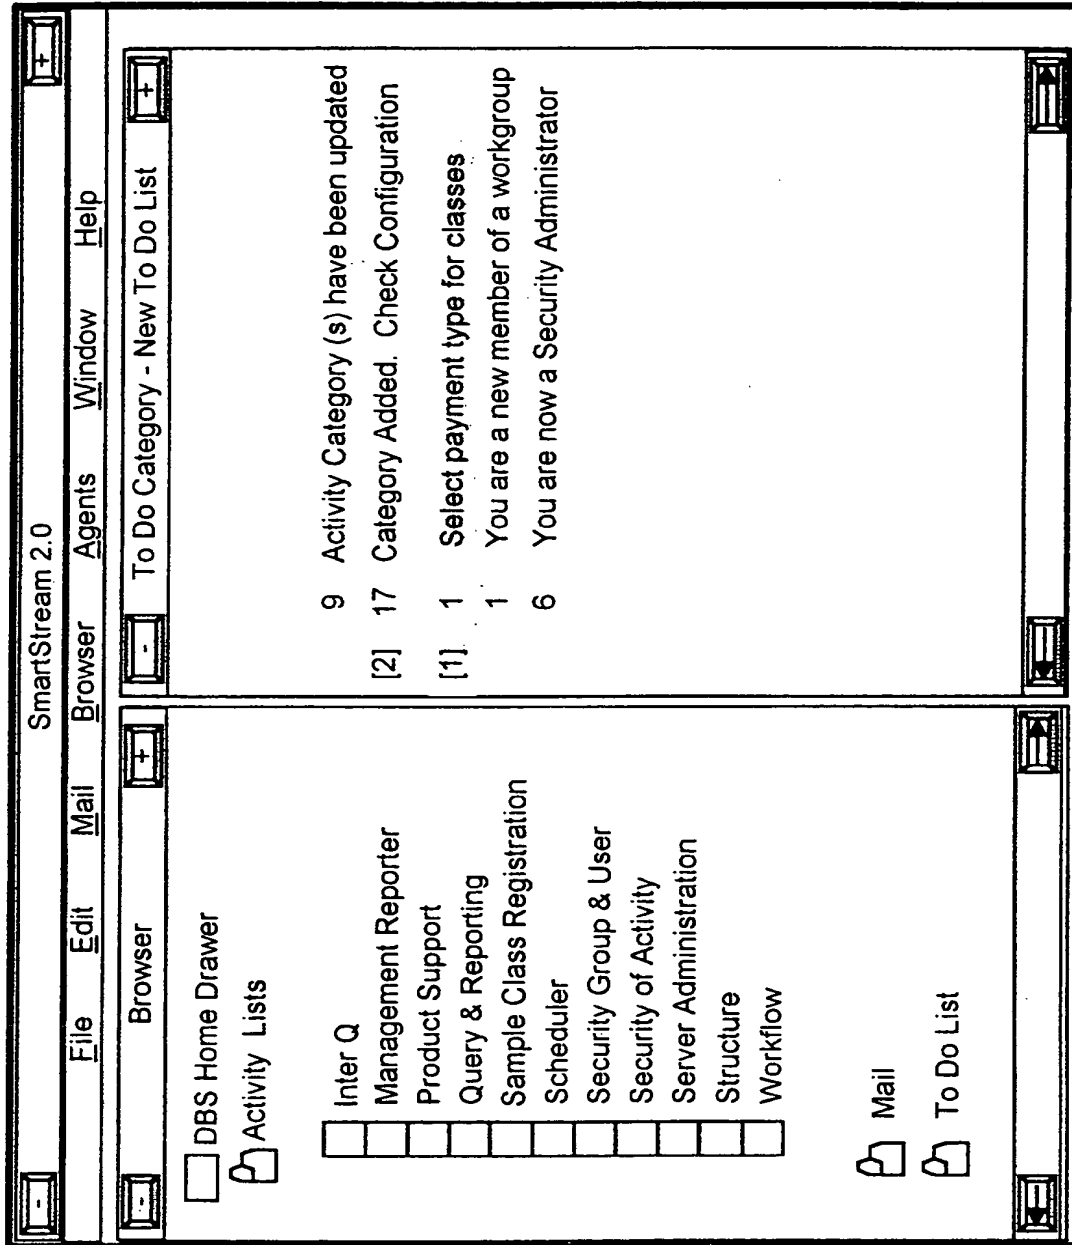 SmartStream 2.0
File Edit Mail Browser Agents Window Help
Browser
DBS Home Drawer
Activity Lists
Inter Q
Management Reporter
Product Support
Query & Reporting
Sample Class Registration
Scheduler
Security Group & User
Security of Activity
Server Administration
Structure
Workflow
Mail
To Do List
To Do Category - New To Do List
9 Activity Category (s) have been updated
[2] 17 Category Added. Check Configuration
[1] 1 Select payment type for classes
1 You are a new member of a workgroup
6 You are now a Security Administrator